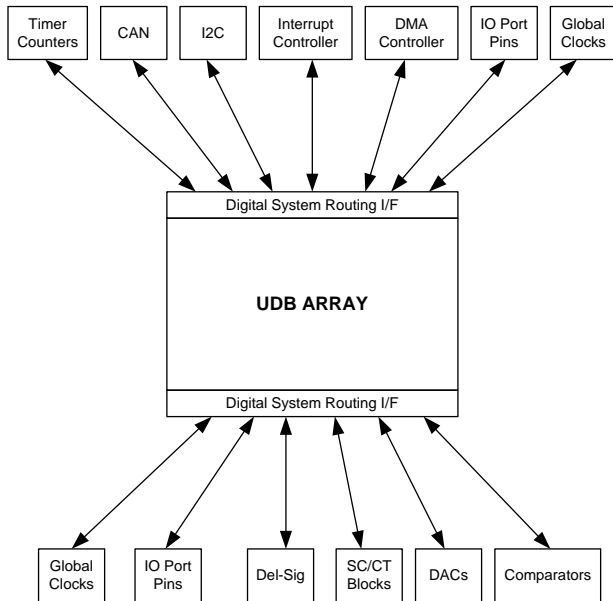 Timer
Counters
CAN
I2C
Interrupt
Controller
DMA
Controller
IO Port
Pins
Global
Clocks
Digital System Routing I/F
UDB ARRAY
Digital System Routing I/F
Global
Clocks
IO Port
Pins
Del-Sig
SC/CT
Blocks
DACs
Comparators